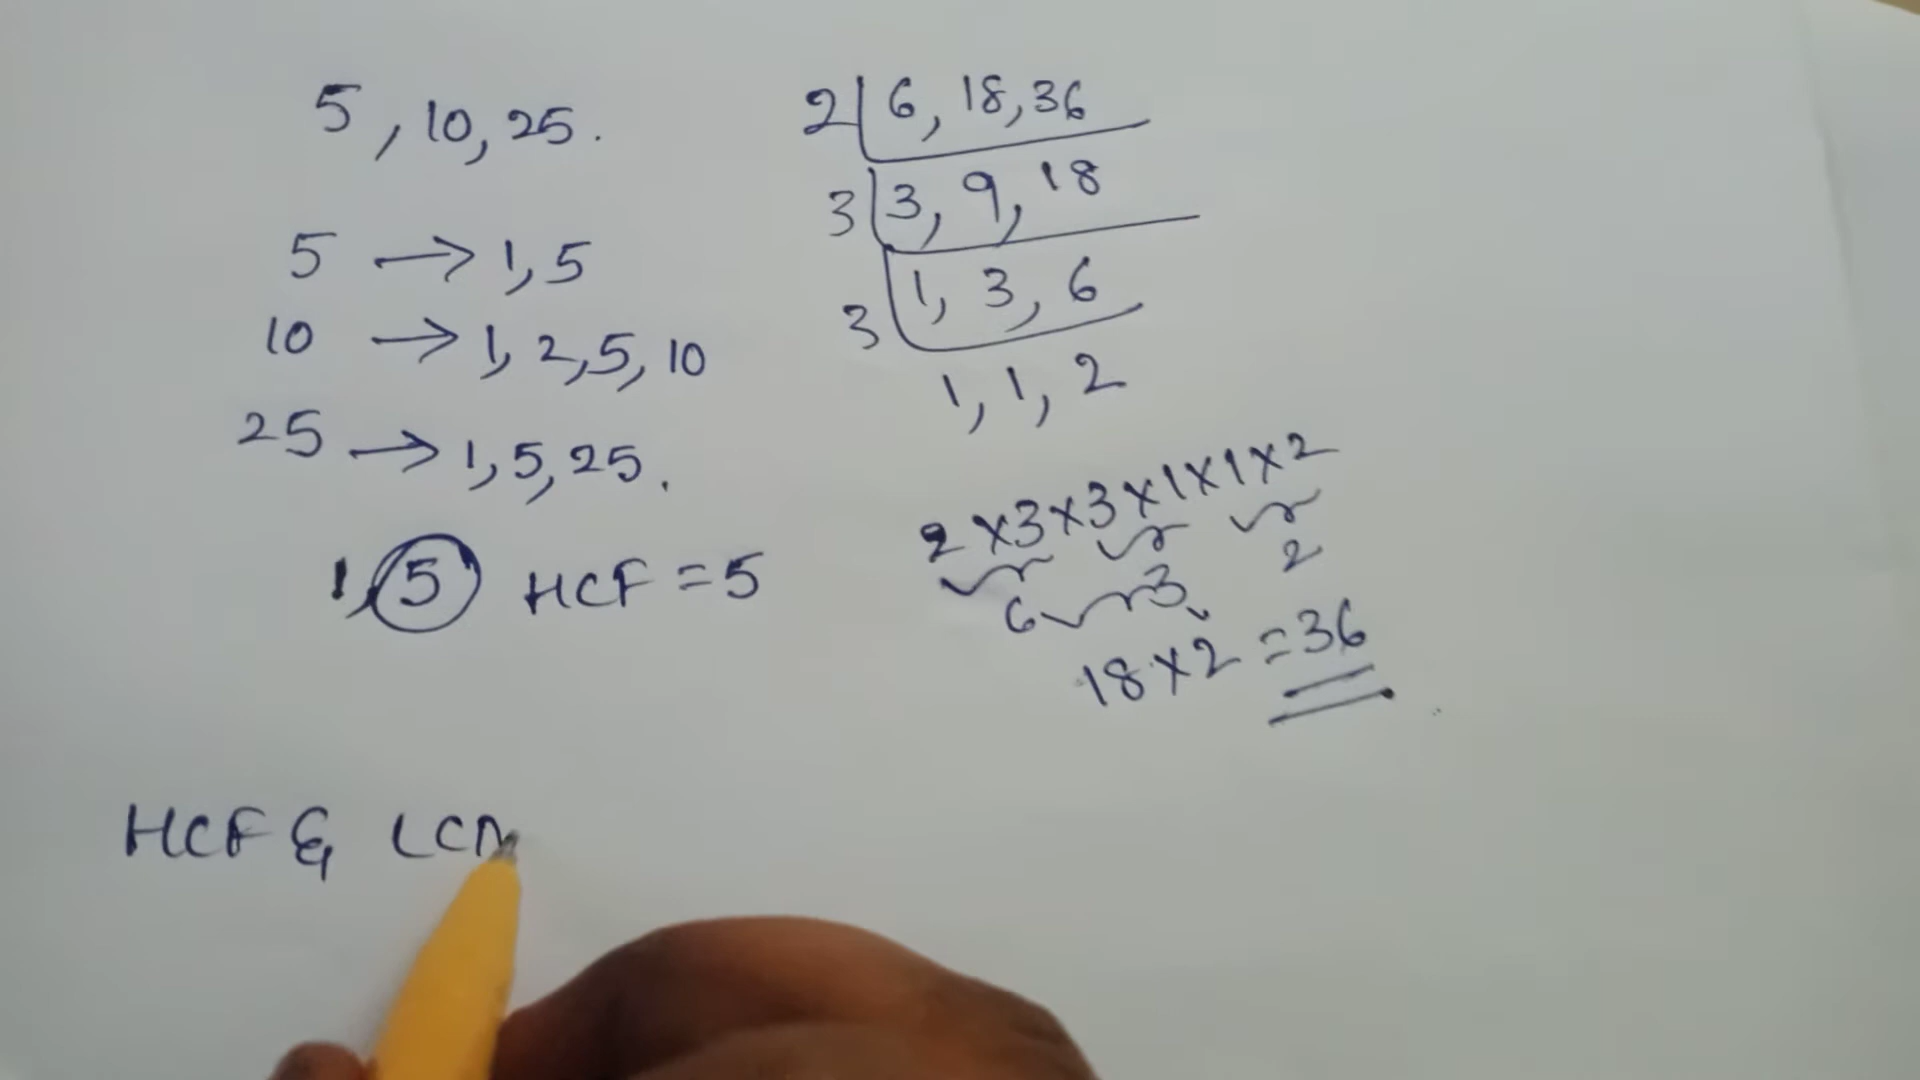 5, 10, 25.
5 → 1, 5
10 → 1, 2, 5, 10
25 → 1, 5, 25.
1, 5 HCF = 5
2 6, 18, 36
3 3, 9, 18
3 1, 3, 6
1, 1, 2
2 × 3 × 3 × 1 × 1 × 2
6 3 2
18 × 2 = 36
HCF & LCM